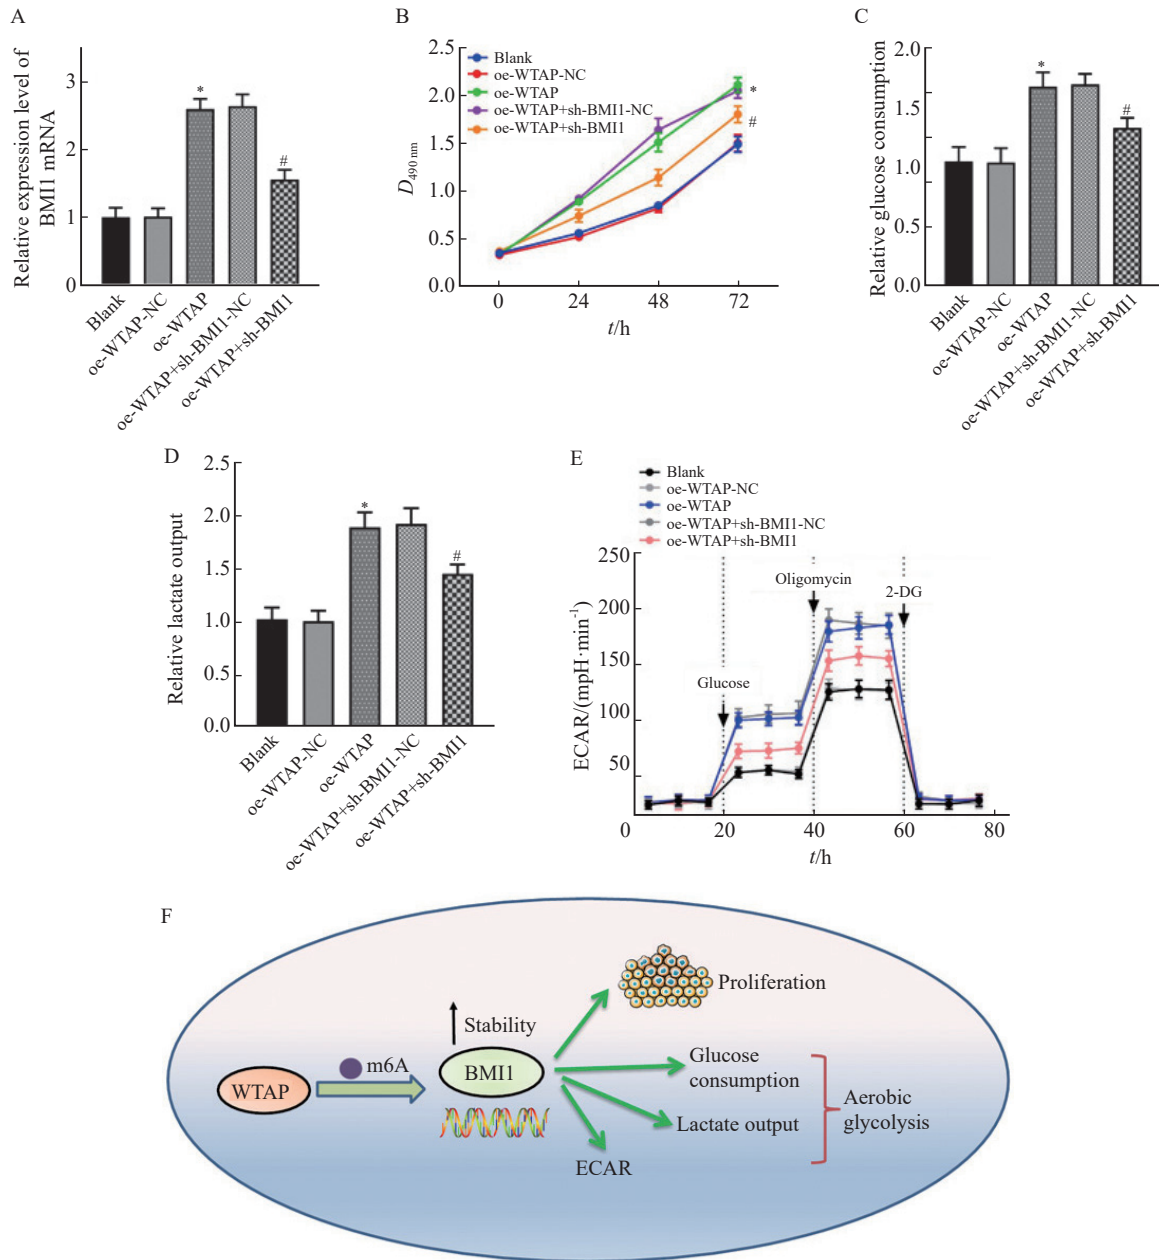 A
Relative expression level of
BMI1 mRNA
3
2
1
0
Blank
oe-WTAP-NC
oe-WTAP
oe-WTAP+sh-BMI1-NC
oe-WTAP+sh-BMI1
*
#
B
Blank
oe-WTAP-NC
oe-WTAP
oe-WTAP+sh-BMI1-NC
oe-WTAP+sh-BMI1
D490 nm
2.5
2.0
1.5
1.0
0.5
0
0
24
48
72
t/h
*
#
C
Relative glucose consumption
2.0
1.5
1.0
0.5
0.0
Blank
oe-WTAP-NC
oe-WTAP
oe-WTAP+sh-BMI1-NC
oe-WTAP+sh-BMI1
*
#
D
Relative lactate output
2.5
2.0
1.5
1.0
0.5
0.0
Blank
oe-WTAP-NC
oe-WTAP
oe-WTAP+sh-BMI1-NC
oe-WTAP+sh-BMI1
*
#
E
Blank
oe-WTAP-NC
oe-WTAP
oe-WTAP+sh-BMI1-NC
oe-WTAP+sh-BMI1
ECAR/(mpH·min⁻¹)
250
200
150
100
50
0
20
40
60
80
t/h
Glucose
Oligomycin
2-DG
F
Proliferation
Stability
WTAP
m6A
BMI1
Glucose
consumption
Lactate output
Aerobic
glycolysis
ECAR